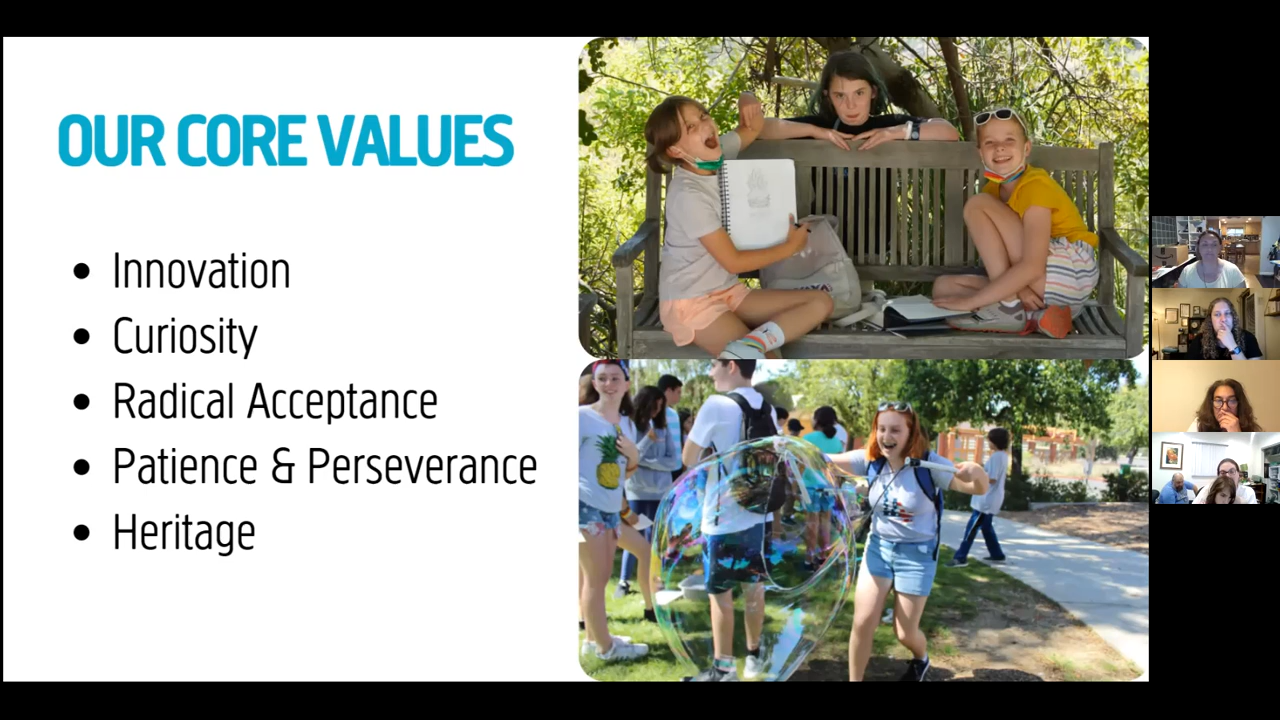 OUR CORE VALUES
• Innovation
• Curiosity
• Radical Acceptance
• Patience & Perseverance
• Heritage